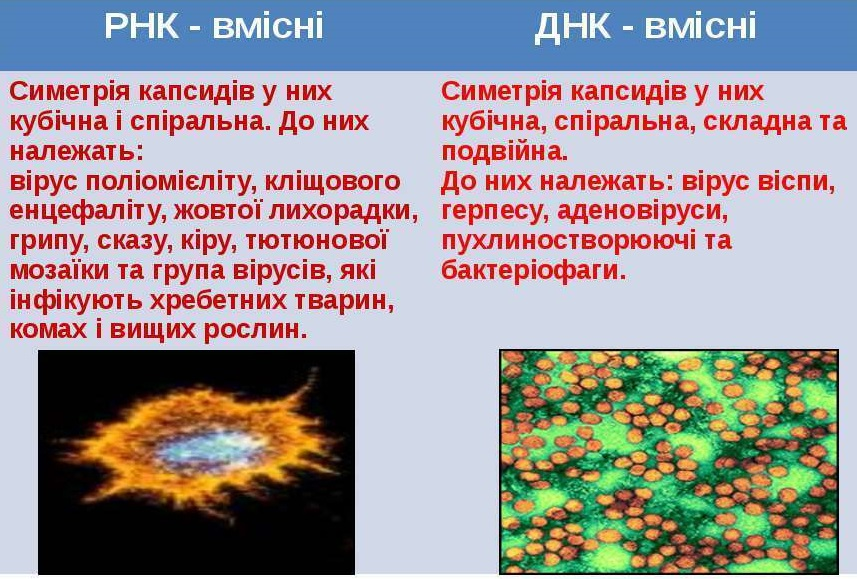 РНК - вмісні
ДНК - вмісні
Симетрія капсидів у них
кубічна і спіральна. До них
належать:
вірус поліомієліту, кліщового
енцефаліту, жовтої лихорадки,
грипу, сказу, кіру, тютюнової
мозаїки та група вірусів, які
інфікують хребетних тварин,
комах і вищих рослин.
Симетрія капсидів у них
кубічна, спіральна, складна та
подвійна.
До них належать: вірус віспи,
герпесу, аденовіруси,
пухлиностворюючі та
бактеріофаги.